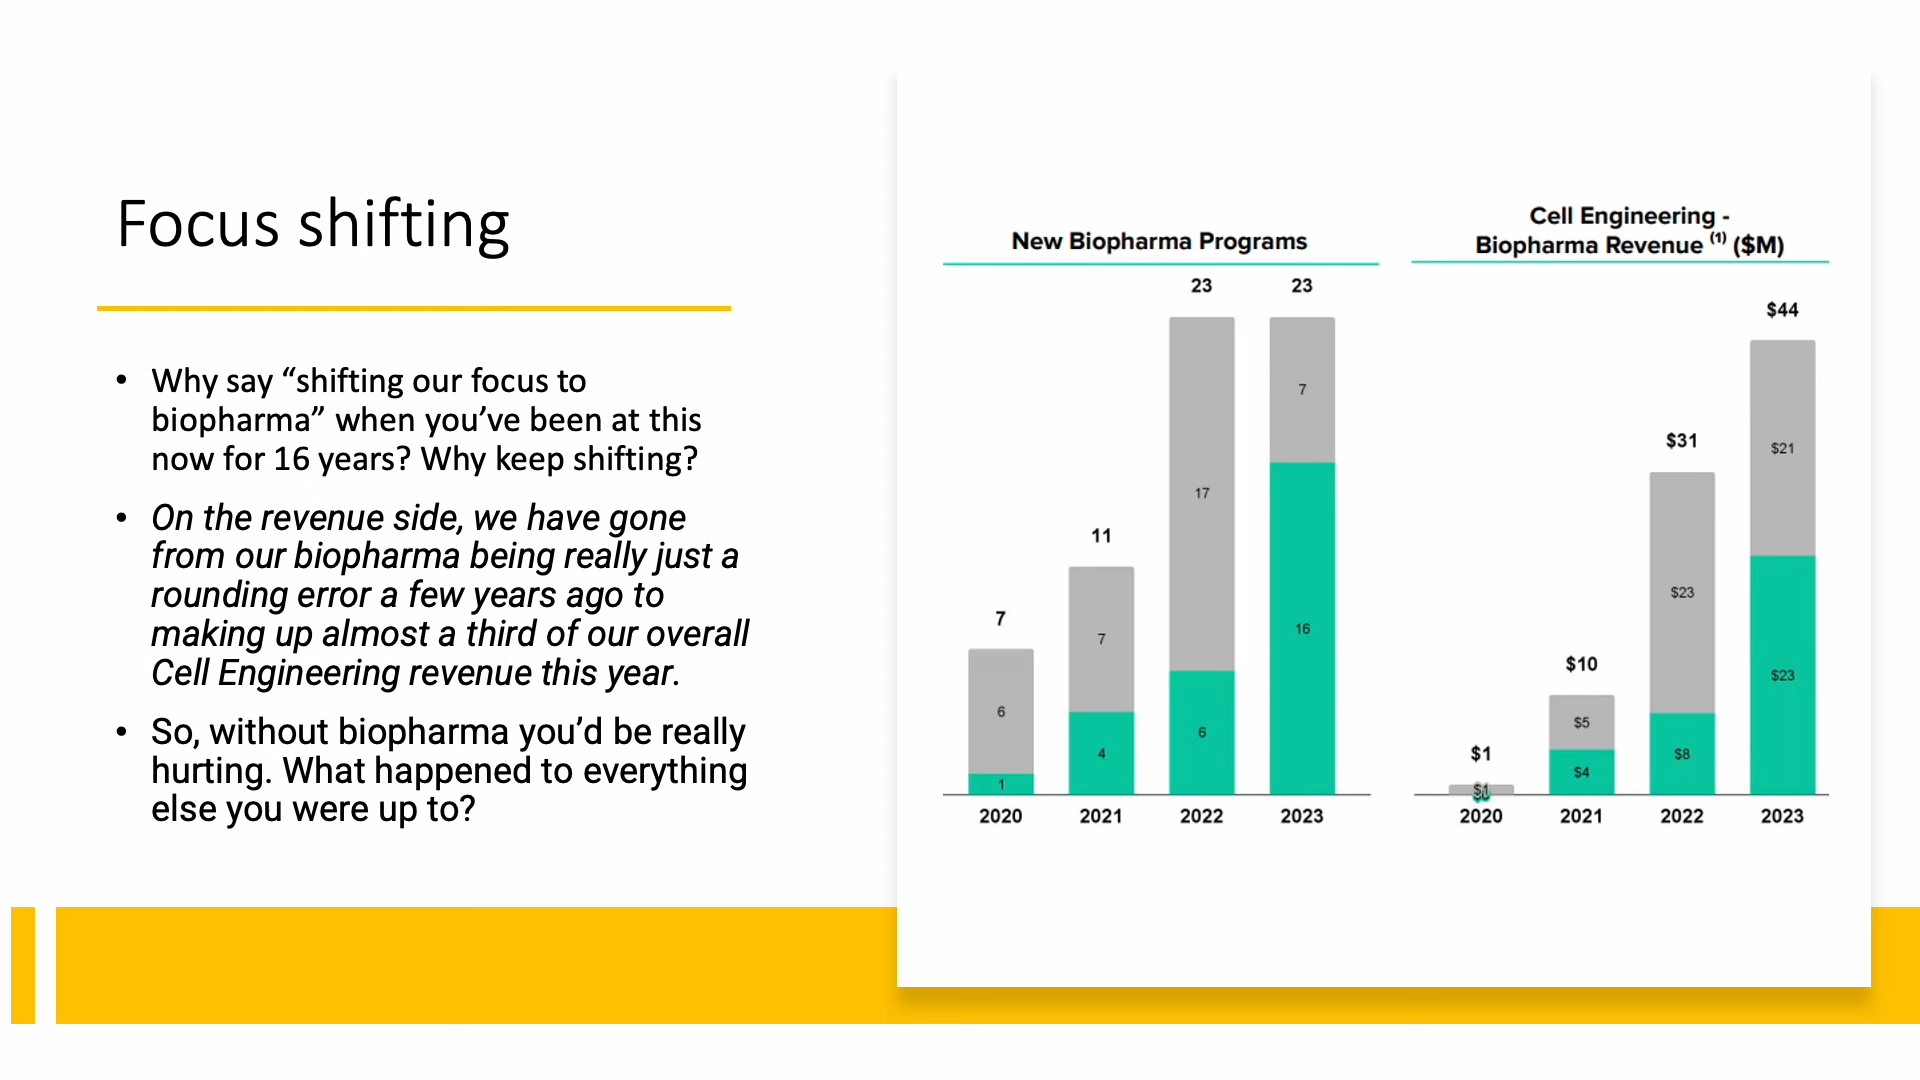 Focus shifting
• Why say “shifting our focus to
biopharma” when you’ve been at this
now for 16 years? Why keep shifting?
• On the revenue side, we have gone
from our biopharma being really just a
rounding error a few years ago to
making up almost a third of our overall
Cell Engineering revenue this year.
• So, without biopharma you’d be really
hurting. What happened to everything
else you were up to?
New Biopharma Programs
23 23
7
17
11
16
7
7
6
6
4
1
2020 2021 2022 2023
Cell Engineering -
Biopharma Revenue (1) ($M)
$44
$21
$31
$23
$10
$23
$5
$8
$1
$4
$1
2020 2021 2022 2023